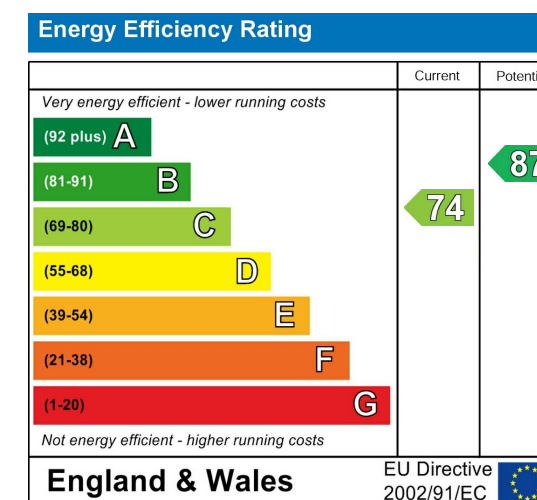 Energy Efficiency Rating
Current Potenti
Very energy efficient - lower running costs
(92 plus) A
(81-91) B
87
(69-80) C
74
(55-68) D
(39-54) E
(21-38) F
(1-20) G
Not energy efficient - higher running costs
England & Wales
EU Directive
2002/91/EC